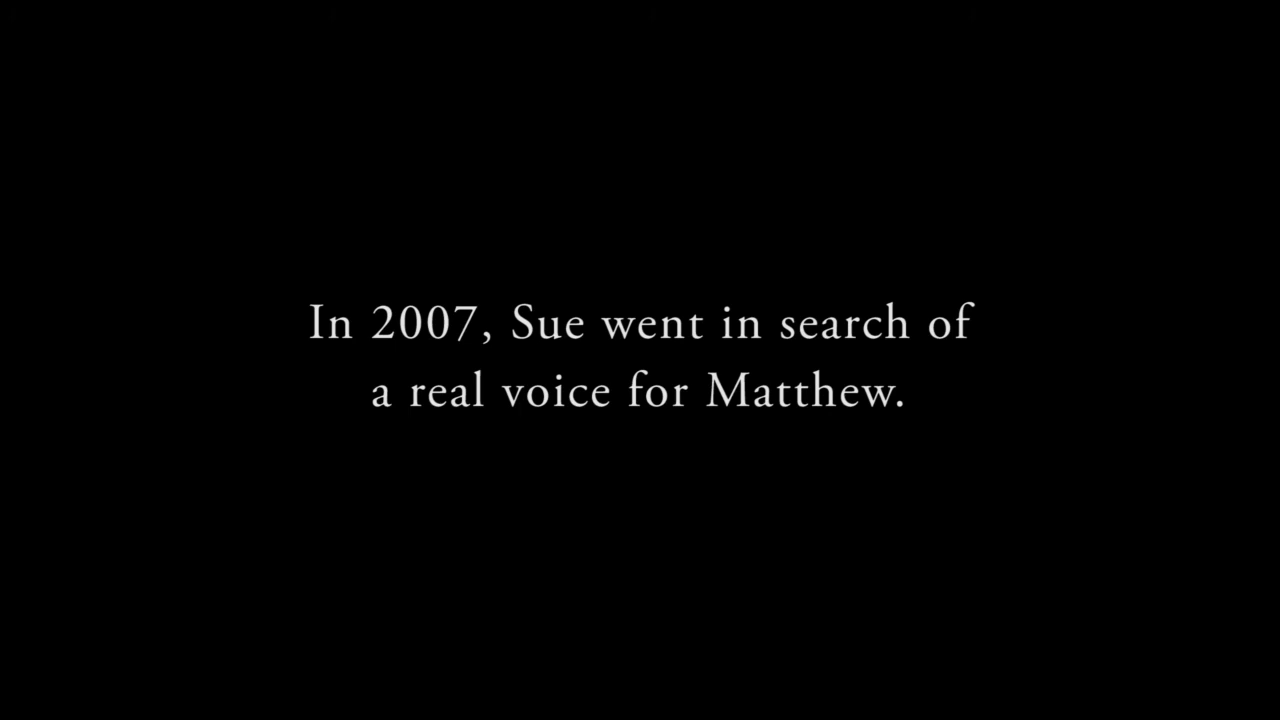 In 2007, Sue went in search of
a real voice for Matthew.